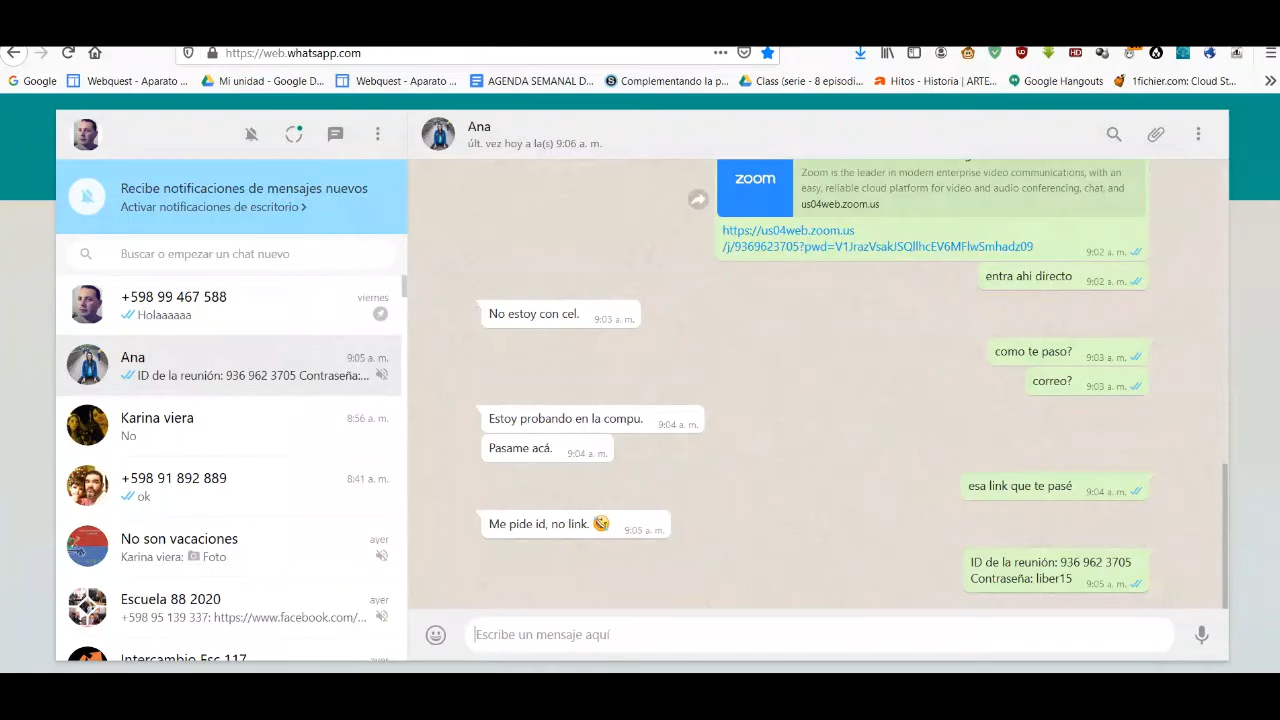 https://web.whatsapp.com
Google
Webquest - Aparato ...
Mi unidad - Google D...
Webquest - Aparato ...
AGENDA SEMANAL D...
Complementando la p...
Class (serie - 8 episodi...
Hitos - Historia | ARTE...
Google Hangouts
1fichier.com: Cloud St...
Ana
últ. vez hoy a la(s) 9:06 a. m.
Recibe notificaciones de mensajes nuevos
Activar notificaciones de escritorio >
Buscar o empezar un chat nuevo
+598 99 467 588
viernes
Holaaaaaa
Ana
9:05 a. m.
ID de la reunión: 936 962 3705 Contraseña:...
Karina viera
8:56 a. m.
No
+598 91 892 889
8:41 a. m.
ok
No son vacaciones
ayer
Karina viera: Foto
Escuela 88 2020
ayer
+598 95 139 337: https://www.facebook.com/...
Intercambio Esc 117
zoom
Zoom is the leader in modern enterprise video communications, with an
easy, reliable cloud platform for video and audio conferencing, chat, and
us04web.zoom.us
https://us04web.zoom.us
/j/9369623705?pwd=V1JrazVsakJSQllhcEV6MFlwSmhadz09
9:02 a. m.
entra ahi directo
9:02 a. m.
No estoy con cel.
9:03 a. m.
como te paso?
9:03 a. m.
correo?
9:03 a. m.
Estoy probando en la compu.
9:04 a. m.
Pasame acá.
9:04 a. m.
esa link que te pasé
9:04 a. m.
Me pide id, no link.
9:05 a. m.
ID de la reunión: 936 962 3705
Contraseña: liber15
9:05 a. m.
Escribe un mensaje aquí